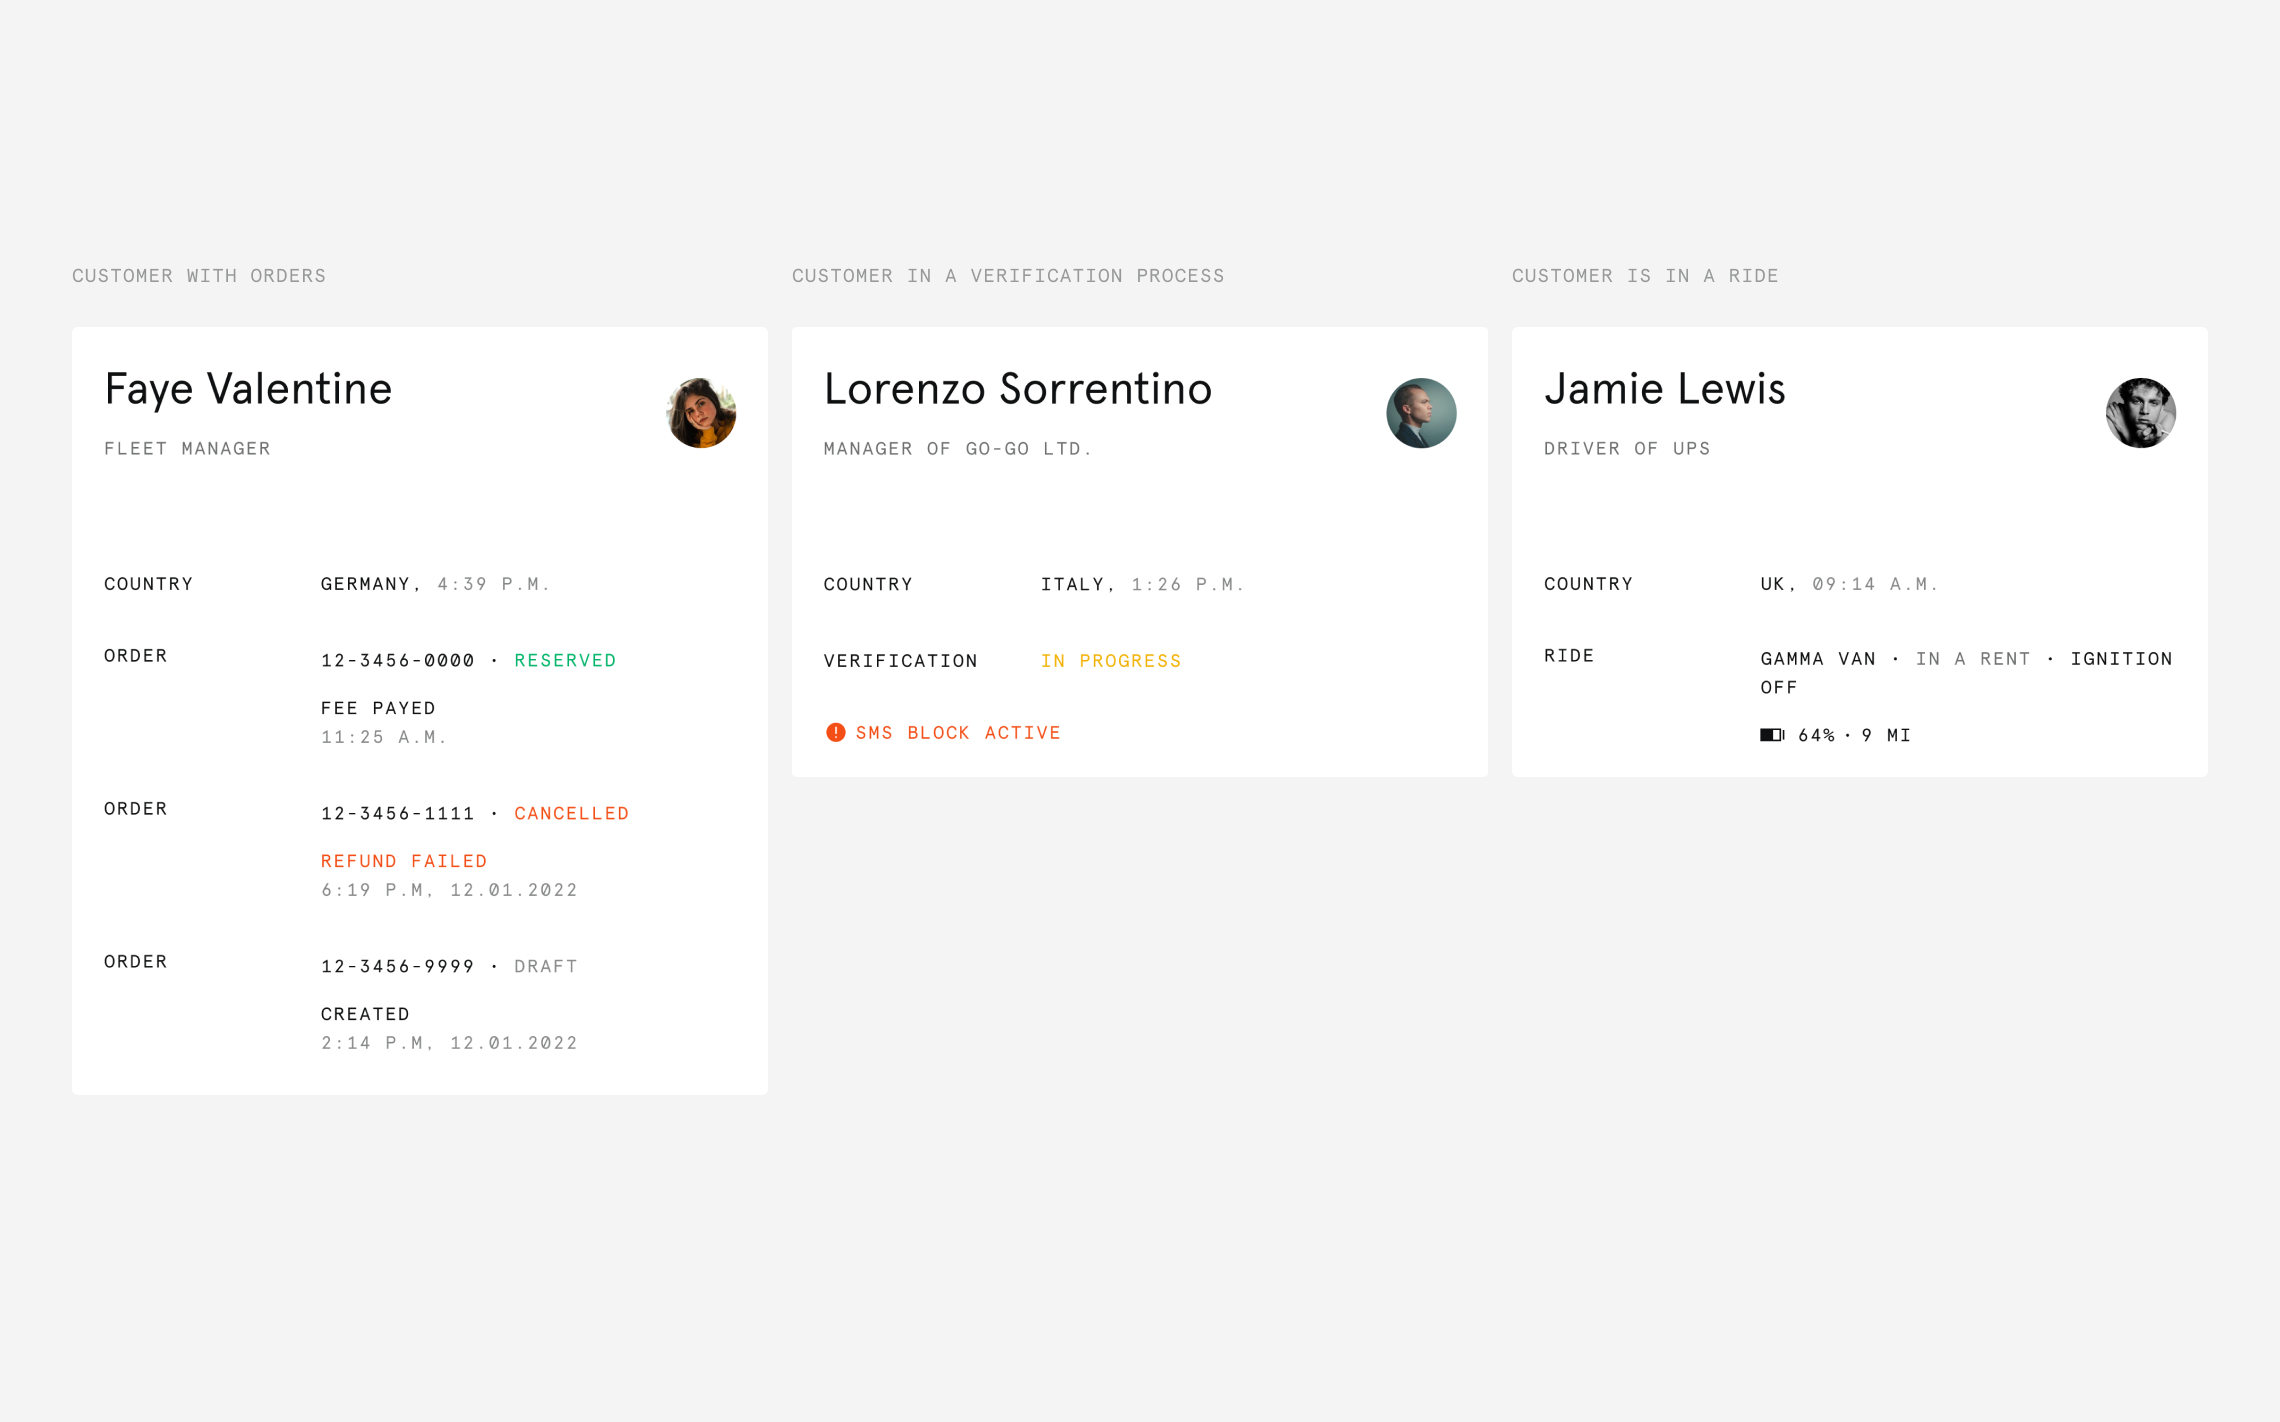 CUSTOMER WITH ORDERS
Faye Valentine
FLEET MANAGER
COUNTRY GERMANY, 4:39 P.M.
ORDER 12-3456-0000 · RESERVED
FEE PAYED
11:25 A.M.
ORDER 12-3456-1111 · CANCELLED
REFUND FAILED
6:19 P.M, 12.01.2022
ORDER 12-3456-9999 · DRAFT
CREATED
2:14 P.M, 12.01.2022
CUSTOMER IN A VERIFICATION PROCESS
Lorenzo Sorrentino
MANAGER OF GO-GO LTD.
COUNTRY ITALY, 1:26 P.M.
VERIFICATION IN PROGRESS
SMS BLOCK ACTIVE
CUSTOMER IS IN A RIDE
Jamie Lewis
DRIVER OF UPS
COUNTRY UK, 09:14 A.M.
RIDE GAMMA VAN · IN A RENT · IGNITION
OFF
64% · 9 MI